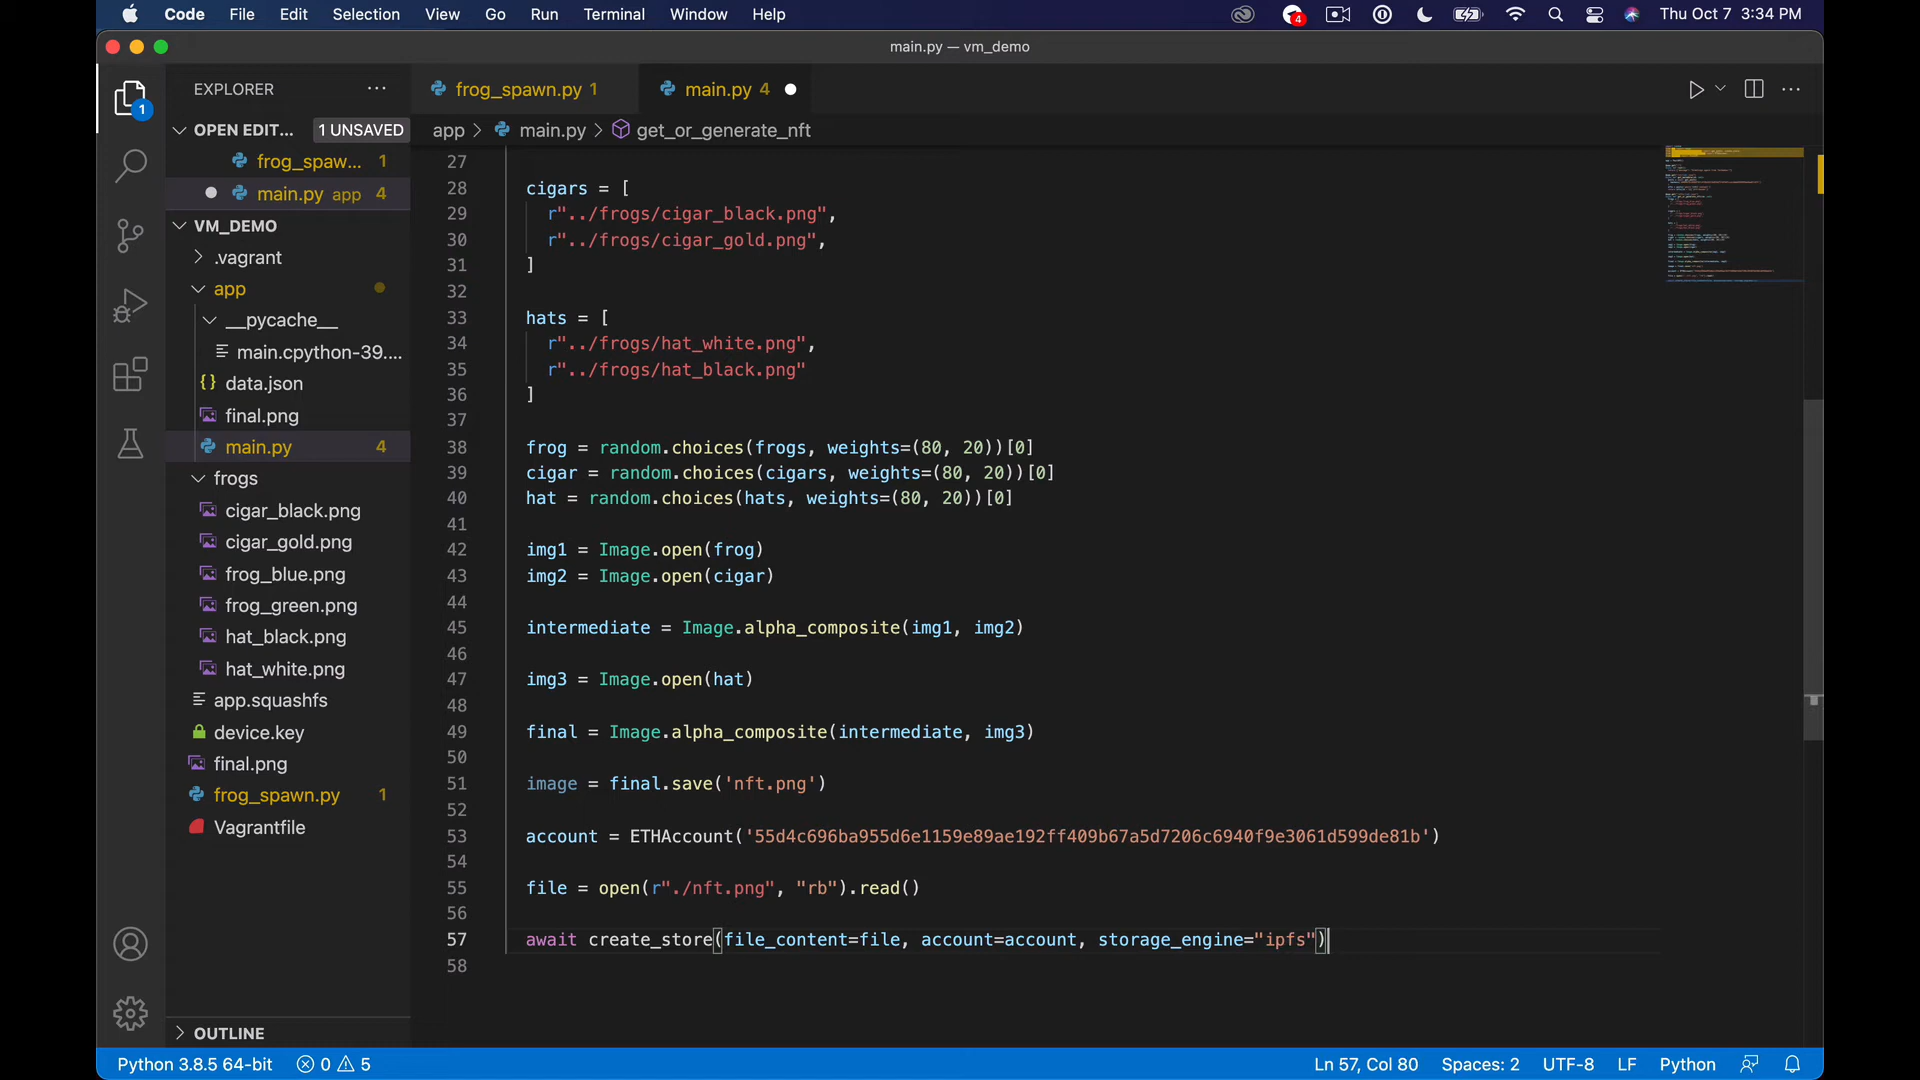 Code File Edit Selection View Go Run Terminal Window Help 4 Thu Oct 7 3:34 PM
main.py — vm_demo
EXPLORER ···
frog_spawn.py 1 main.py 4
1
OPEN EDIT... 1 UNSAVED
app > main.py > get_or_generate_nft
frog_spaw... 1
main.py app 4
VM_DEMO
.vagrant
app
__pycache__
main.cpython-39....
data.json
final.png
main.py 4
frogs
cigar_black.png
cigar_gold.png
frog_blue.png
frog_green.png
hat_black.png
hat_white.png
app.squashfs
device.key
final.png
frog_spawn.py 1
Vagrantfile
OUTLINE
27
28 cigars = [
29 r"../frogs/cigar_black.png",
30 r"../frogs/cigar_gold.png",
31 ]
32
33 hats = [
34 r"../frogs/hat_white.png",
35 r"../frogs/hat_black.png"
36 ]
37
38 frog = random.choices(frogs, weights=(80, 20))[0]
39 cigar = random.choices(cigars, weights=(80, 20))[0]
40 hat = random.choices(hats, weights=(80, 20))[0]
41
42 img1 = Image.open(frog)
43 img2 = Image.open(cigar)
44
45 intermediate = Image.alpha_composite(img1, img2)
46
47 img3 = Image.open(hat)
48
49 final = Image.alpha_composite(intermediate, img3)
50
51 image = final.save('nft.png')
52
53 account = ETHAccount('55d4c696ba955d6e1159e89ae192ff409b67a5d7206c6940f9e3061d599de81b')
54
55 file = open(r"./nft.png", "rb").read()
56
57 await create_store(file_content=file, account=account, storage_engine="ipfs")
58
Python 3.8.5 64-bit 0 5 Ln 57, Col 80 Spaces: 2 UTF-8 LF Python